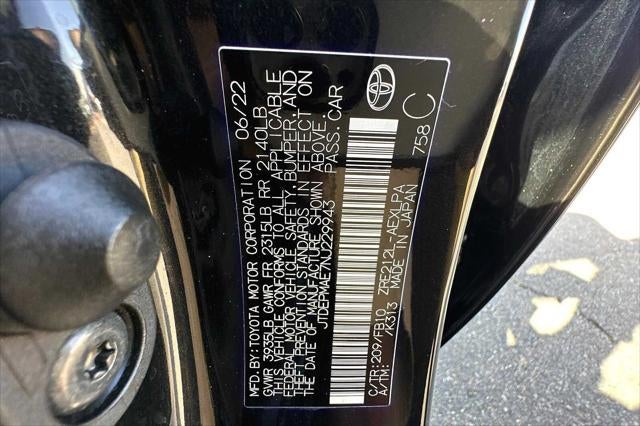 MFD.BY:TOYOTA MOTOR CORPORATION 06/22
GVWR 3935LB GAWR FR 2315LB RR 2140LB
THIS VEHICLE CONFORMS TO ALL APPLICABLE
FEDERAL MOTOR VEHICLE SAFETY, BUMPER, AND
THEFT PREVENTION STANDARDS IN EFFECT ON
THE DATE OF MANUFACTURE SHOWN ABOVE.
JTDEPMAE7NJ229943 PASS.CAR
C/TR:209/FB10 ZRE212L-AEXLPA 758 C
A/TM: K313 MADE IN JAPAN